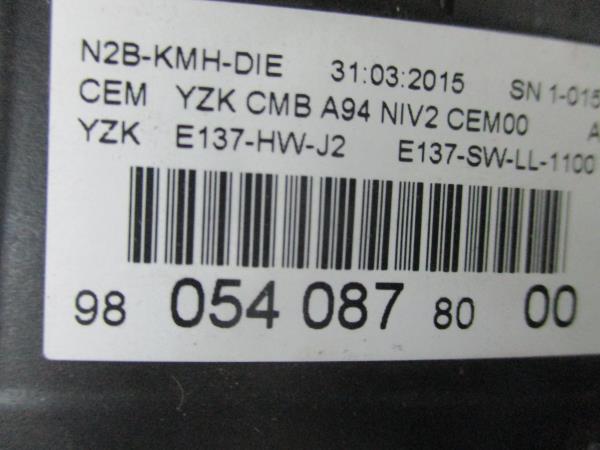 N2B-KMH-DIE 31:03:2015 SN 1-015
CEM YZK CMB A94 NIV2 CEM00 A
YZK E137-HW-J2 E137-SW-LL-1100
98 054 087 80 00